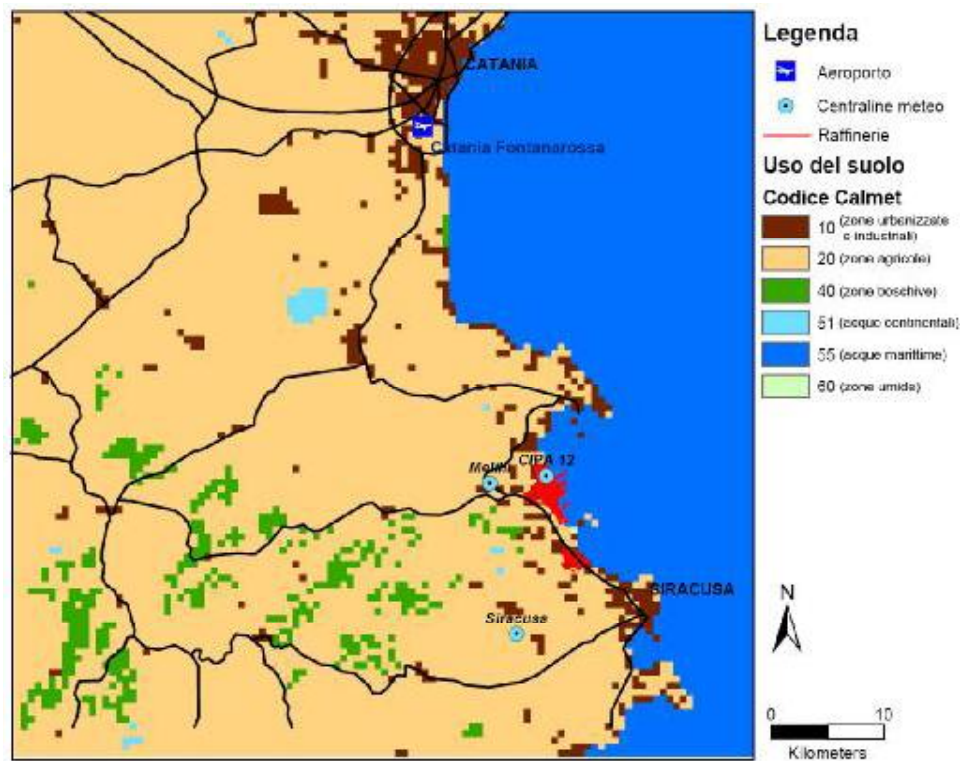 CATANIA
Catania Fontanarossa
Melilli
CIPA 12
SIRACUSA
Siracusa
Legenda
Aeroporto
Centraline meteo
Raffinerie
Uso del suolo
Codice Calmet
10 (zone urbanizzate
o industriali)
20 (zone agricole)
40 (zone boschive)
51 (acque continentali)
55 (acque marittime)
60 (zone umide)
N
0 10
Kilometers